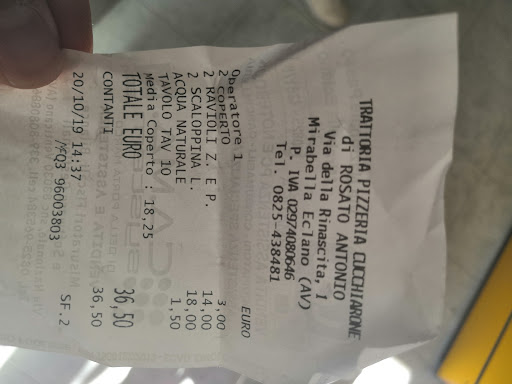 TRATTORIA PIZZERIA CUCCHIARONE
di ROSATO ANTONIO
Via della Rinascita, 1
Mirabella Eclano (AV)
P. IVA 02974080646
Tel. 0825-438481
EURO
Operatore 1
2 COPERTO 3,00
2 RAVIOLI Z. E P. 14,00
2 SCALOPPINA L. 18,00
ACQUA NATURALE 1,50
TAVOLO TAV 10
Media Coperto : 18.25
TOTALE EURO 36,50
CONTANTI 36,50
20/10/19 14:37 SF.2
MFQ3 96003803